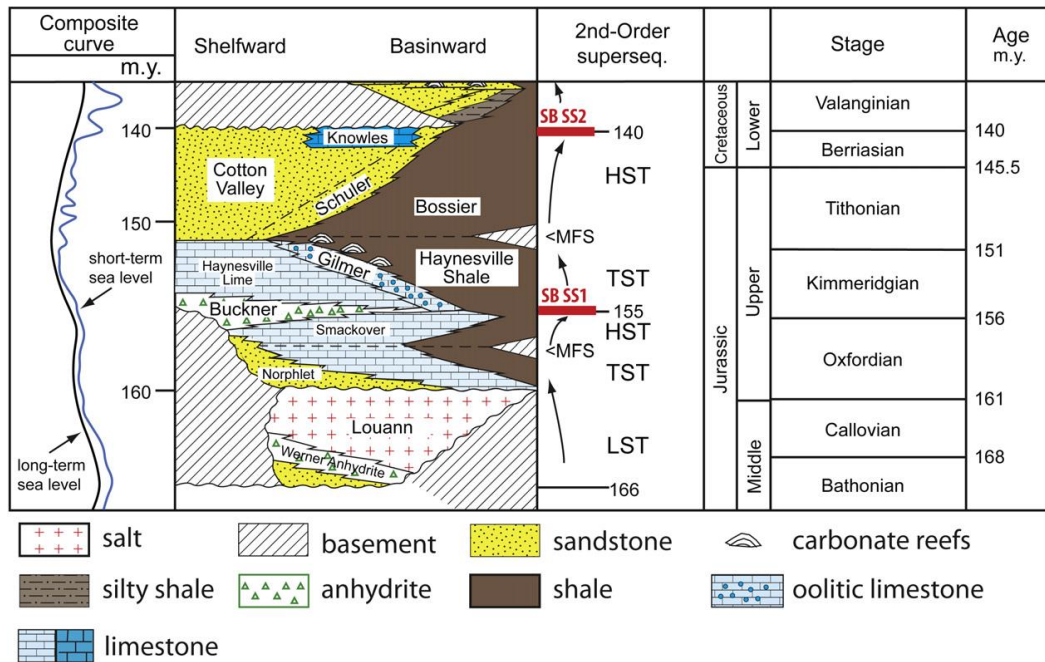 Composite
curve
m.y.
Shelfward
Basinward
2nd-Order
superseq.
Stage
Age
m.y.
140
150
160
short-term
sea level
long-term
sea level
Knowles
Cotton
Valley
Schuler
Bossier
Haynesville
Lime
Gilmer
Haynesville
Shale
Buckner
Smackover
Norphlet
Louann
Werner Anhydrite
SB SS2
140
HST
<MFS
TST
SB SS1
155
HST
<MFS
TST
LST
166
Cretaceous
Lower
Jurassic
Upper
Middle
Valanginian
Berriasian
Tithonian
Kimmeridgian
Oxfordian
Callovian
Bathonian
140
145.5
151
156
161
168
salt
basement
sandstone
carbonate reefs
silty shale
anhydrite
shale
oolitic limestone
limestone